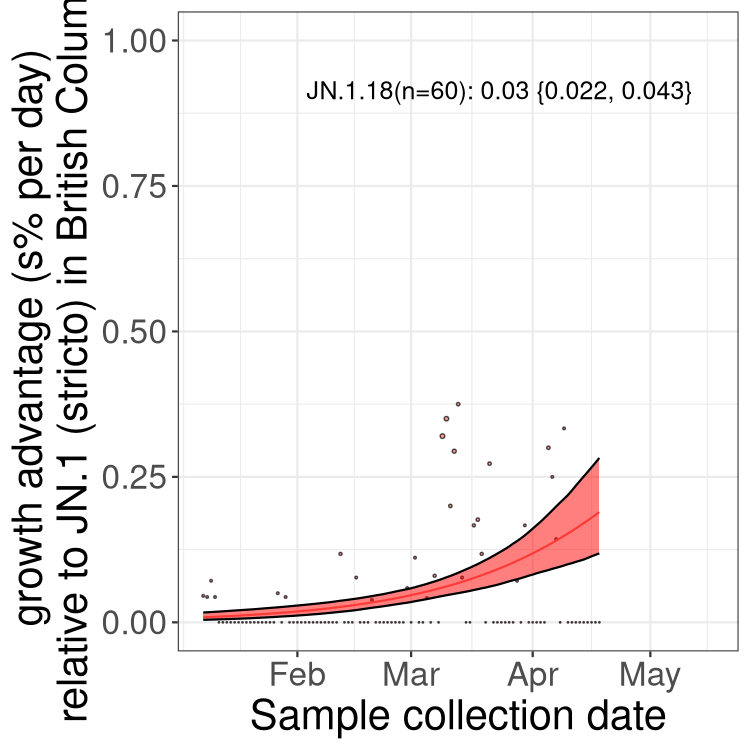 growth advantage (s% per day)
relative to JN.1 (stricto) in British Colum
1.00
0.75
0.50
0.25
0.00
JN.1.18(n=60): 0.03 {0.022, 0.043}
Feb Mar Apr May
Sample collection date